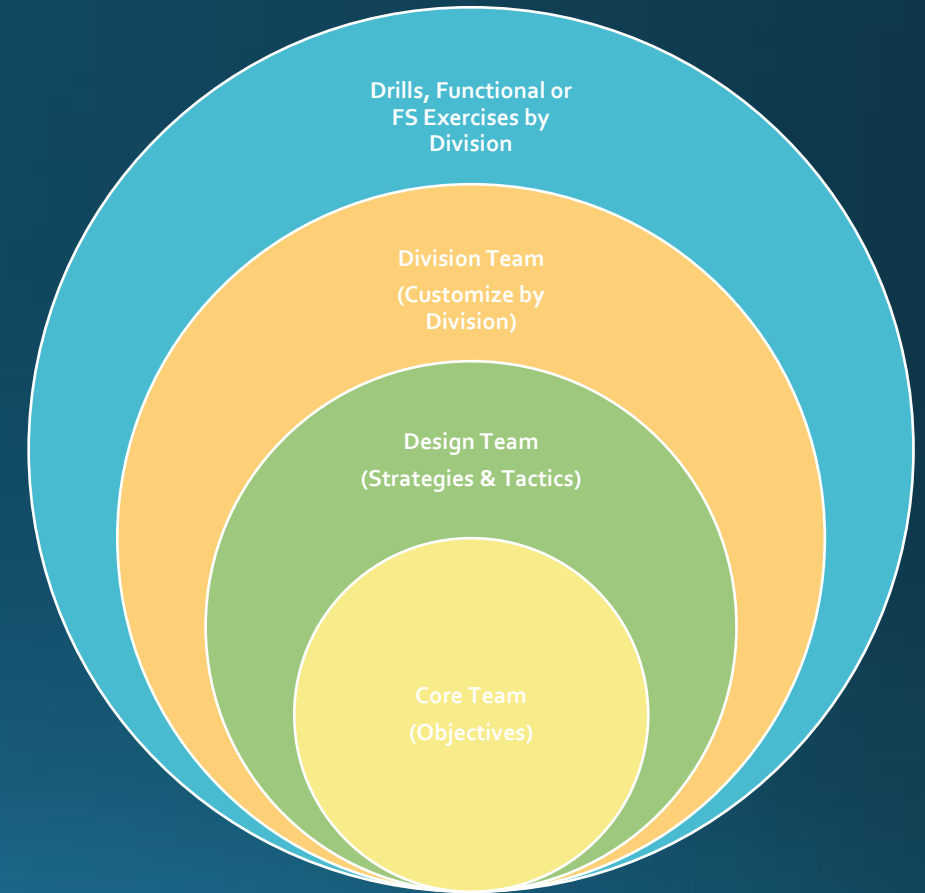 Drills, Functional or
FS Exercises by
Division
Division Team
(Customize by
Division)
Design Team
(Strategies & Tactics)
Core Team
(Objectives)